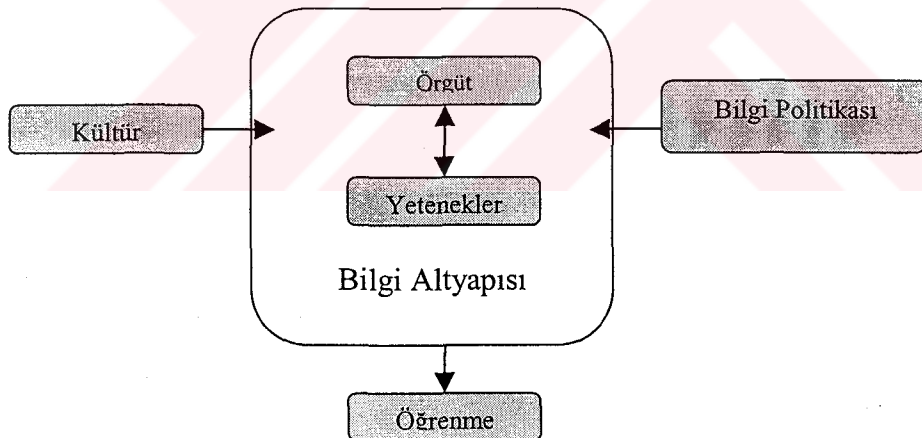 Örgüt
Kültür
Bilgi Politikası
Yetenekler
Bilgi Altyapısı
Öğrenme